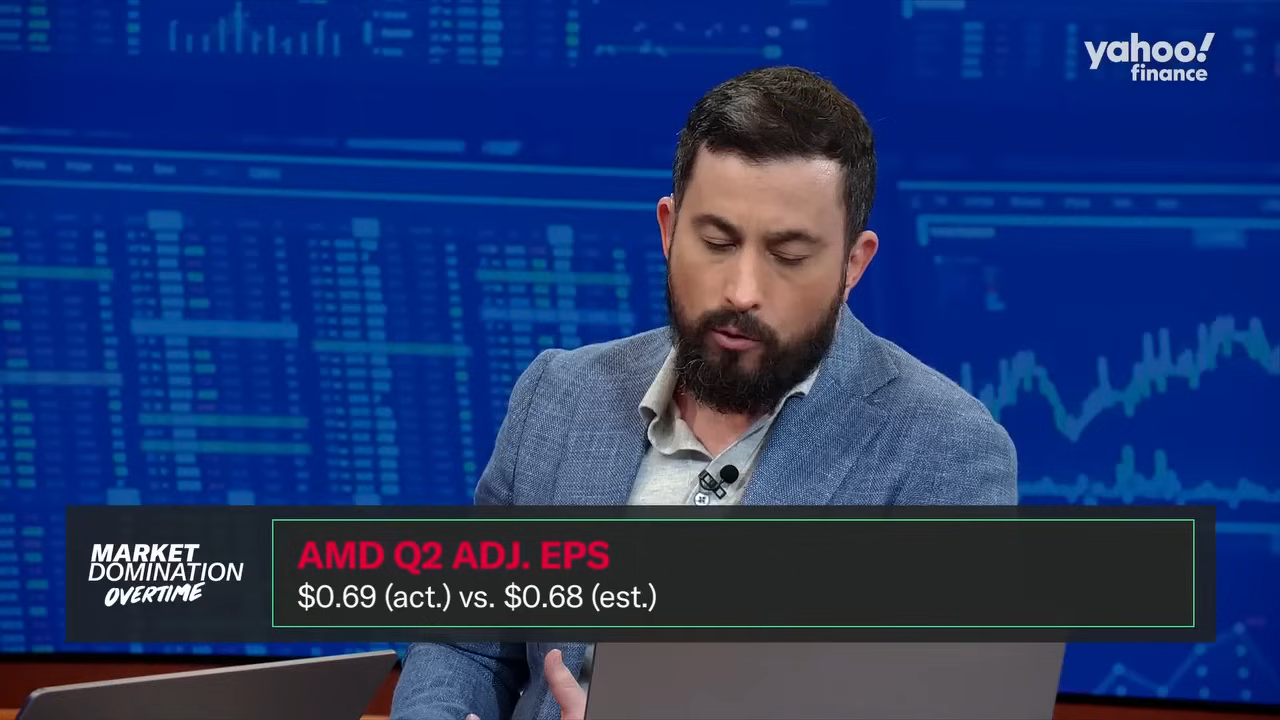 yahoo!
finance
MARKET
DOMINATION
OVERTIME
AMD Q2 ADJ. EPS
$0.69 (act.) vs. $0.68 (est.)